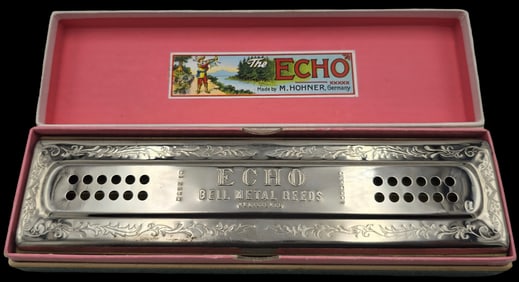 The ECHO
Made by M. HOHNER, Germany
ECHO
BELL METAL REEDS